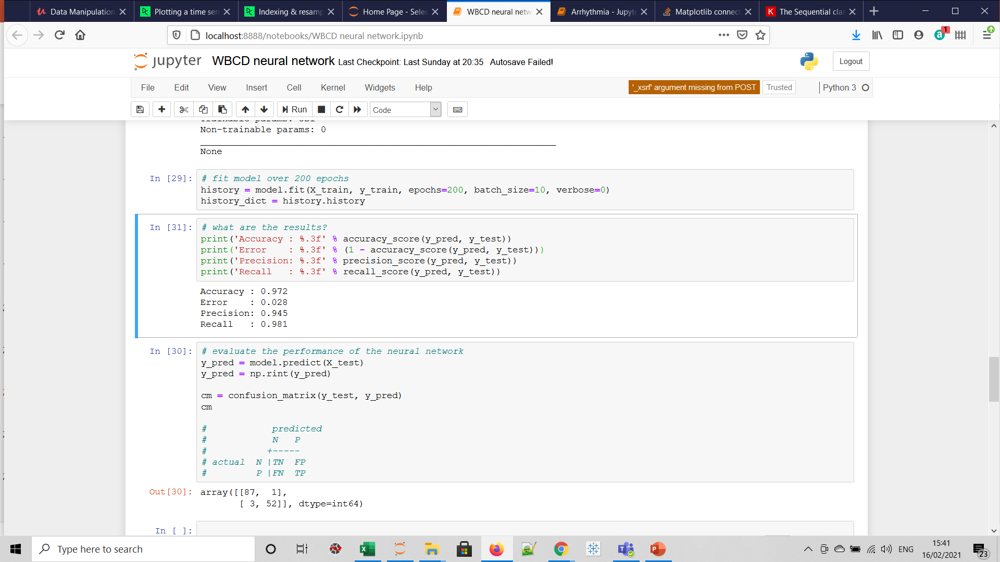 Data Manipulation
Plotting a time seri
Indexing & resamp
Home Page - Selec
WBCD neural netw
Arrhythmia - Jupyte
Matplotlib connect
K The Sequential clas
localhost:8888/notebooks/WBCD neural network.ipynb
1
jupyter WBCD neural network Last Checkpoint: Last Sunday at 20:35 Autosave Failed!
Logout
File Edit View Insert Cell Kernel Widgets Help
'_xsrf' argument missing from POST
Trusted
Python 3
Run
Code
Non-trainable params: 0
None
In [29]:
# fit model over 200 epochs
history = model.fit(X_train, y_train, epochs=200, batch_size=10, verbose=0)
history_dict = history.history
In [31]:
# what are the results?
print('Accuracy : %.3f' % accuracy_score(y_pred, y_test))
print('Error    : %.3f' % (1 - accuracy_score(y_pred, y_test)))
print('Precision: %.3f' % precision_score(y_pred, y_test))
print('Recall   : %.3f' % recall_score(y_pred, y_test))
Accuracy : 0.972
Error    : 0.028
Precision: 0.945
Recall   : 0.981
In [30]:
# evaluate the performance of the neural network
y_pred = model.predict(X_test)
y_pred = np.rint(y_pred)
cm = confusion_matrix(y_test, y_pred)
cm
#            predicted
#            N   P
#           +-----
# actual  N |TN  FP
#         P |FN  TP
Out[30]:
array([[87,  1],
       [ 3, 52]], dtype=int64)
In [ ]:
Type here to search
ENG
15:41
16/02/2021
23